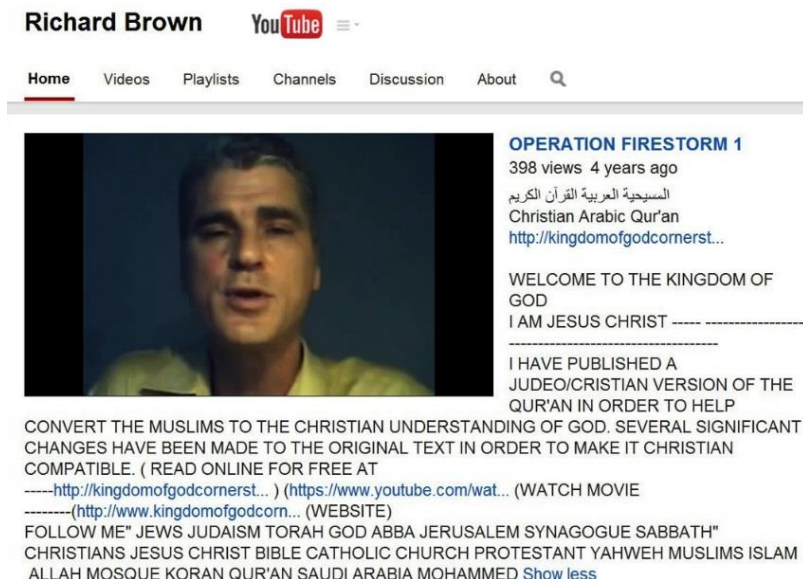 Richard Brown
YouTube
Home Videos Playlists Channels Discussion About
OPERATION FIRESTORM 1
398 views 4 years ago
المسيحية العربية القرآن الكريم
Christian Arabic Qur'an
http://kingdomofgodcornerst...
WELCOME TO THE KINGDOM OF
GOD
I AM JESUS CHRIST ----- -----------------
------------------------------------
I HAVE PUBLISHED A
JUDEO/CRISTIAN VERSION OF THE
QUR'AN IN ORDER TO HELP
CONVERT THE MUSLIMS TO THE CHRISTIAN UNDERSTANDING OF GOD. SEVERAL SIGNIFICANT
CHANGES HAVE BEEN MADE TO THE ORIGINAL TEXT IN ORDER TO MAKE IT CHRISTIAN
COMPATIBLE. ( READ ONLINE FOR FREE AT
-----http://kingdomofgodcornerst... ) (https://www.youtube.com/wat... (WATCH MOVIE
--------(http://www.kingdomofgodcorn... (WEBSITE)
FOLLOW ME" JEWS JUDAISM TORAH GOD ABBA JERUSALEM SYNAGOGUE SABBATH"
CHRISTIANS JESUS CHRIST BIBLE CATHOLIC CHURCH PROTESTANT YAHWEH MUSLIMS ISLAM
ALLAH MOSQUE KORAN QUR'AN SAUDI ARABIA MOHAMMED Show less